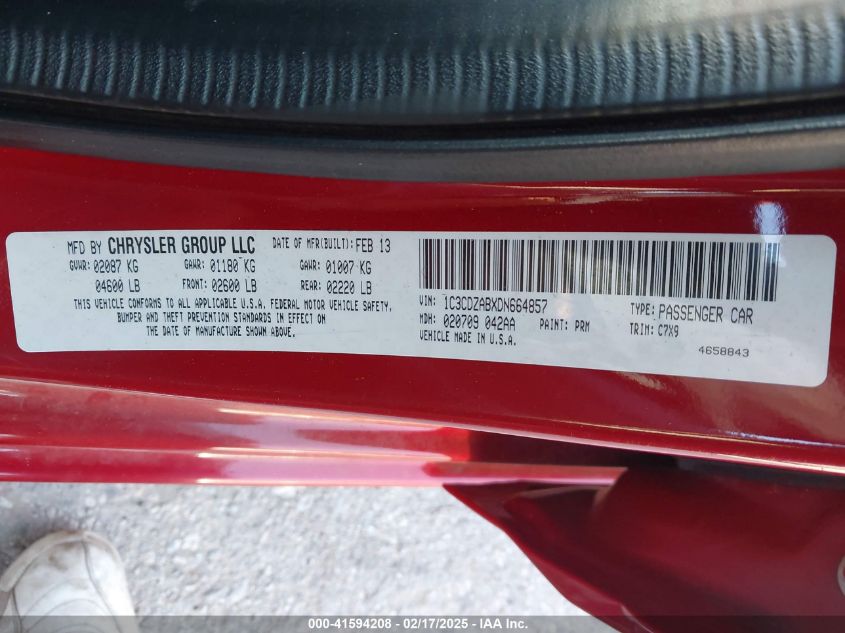 MFD BY CHRYSLER GROUP LLC DATE OF MFR(BUILT): FEB 13
GVWR: 02087 KG GAWR: 01180 KG GAWR: 01007 KG
04600 LB FRONT: 02600 LB REAR: 02220 LB
THIS VEHICLE CONFORMS TO ALL APPLICABLE U.S.A. FEDERAL MOTOR VEHICLE SAFETY,
BUMPER AND THEFT PREVENTION STANDARDS IN EFFECT ON
THE DATE OF MANUFACTURE SHOWN ABOVE.
VIN: 1C3CDZABXDN664857 TYPE: PASSENGER CAR
MDH: 020709 042AA PAINT: PRM TRIM: C7X9
VEHICLE MADE IN U.S.A.
4658843
000-41594208 - 02/17/2025 - IAA Inc.